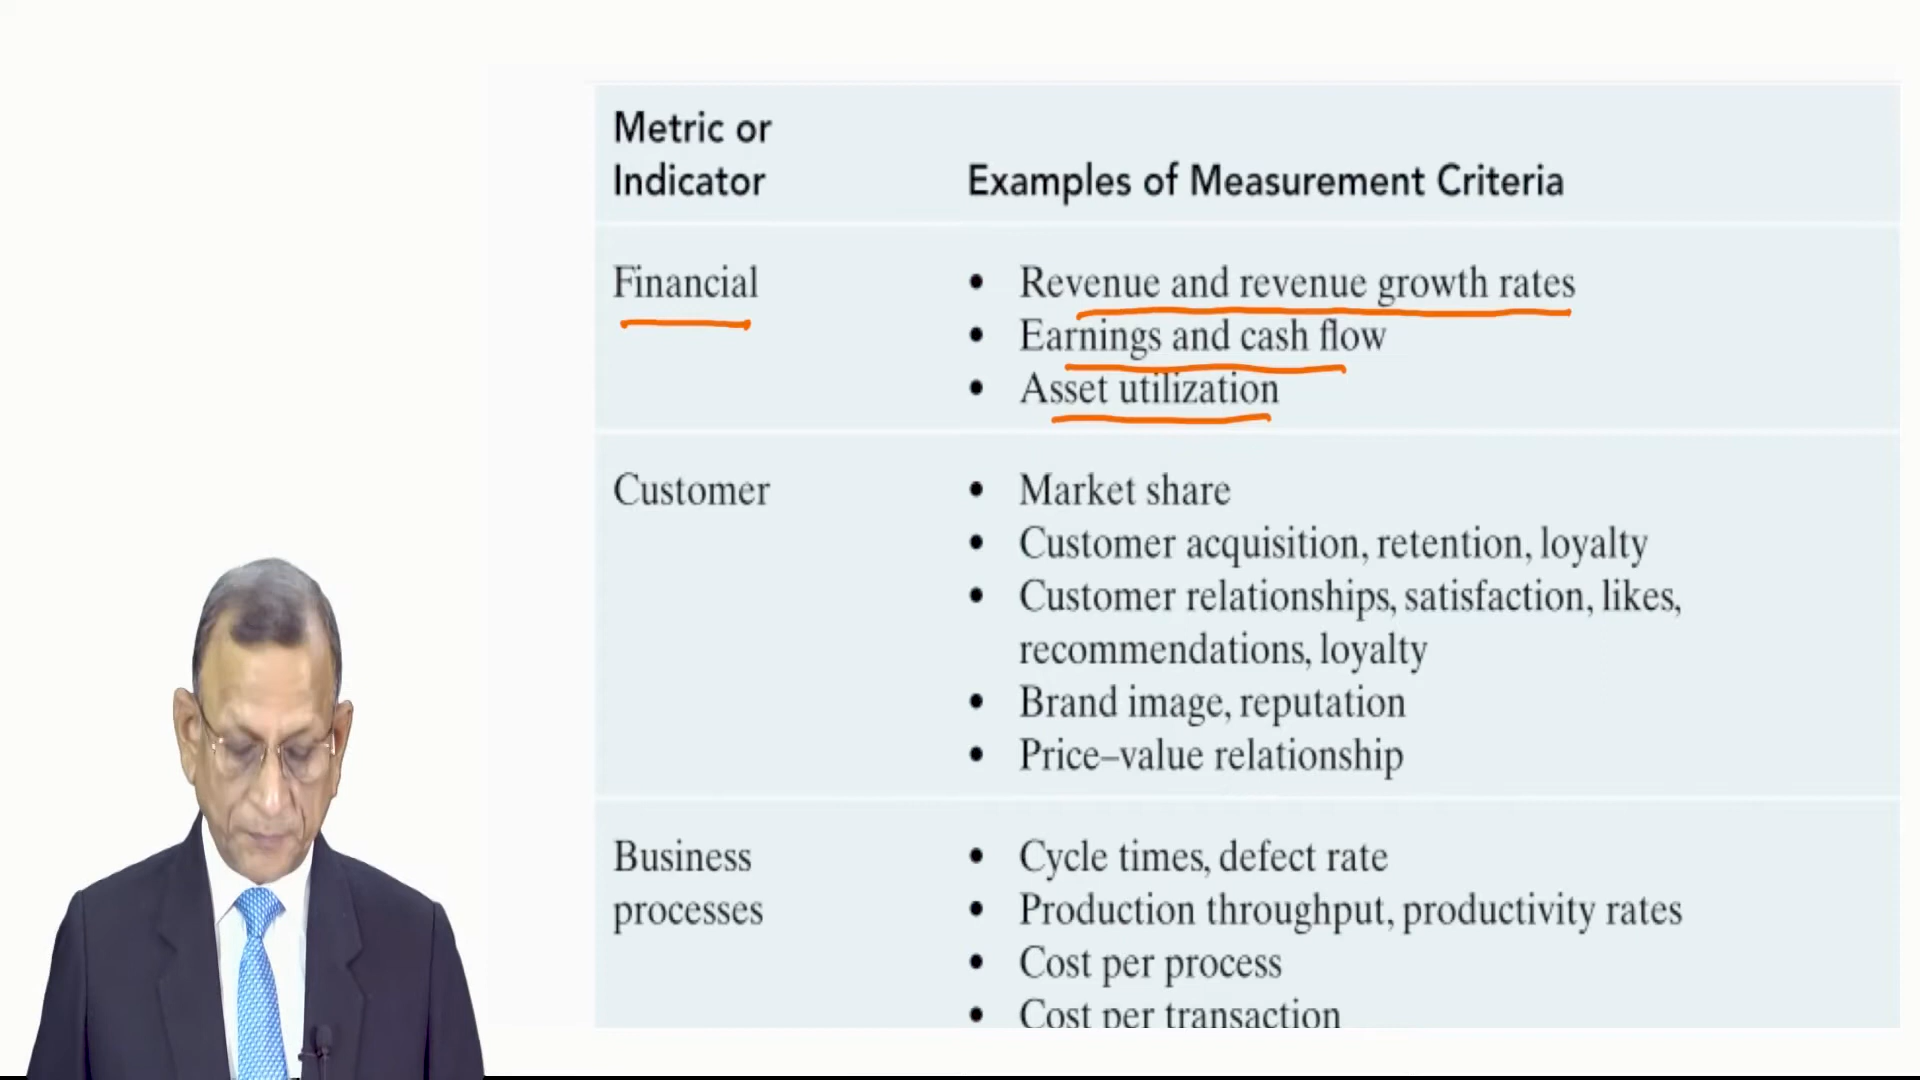 Metric or
Indicator
Examples of Measurement Criteria
Financial
• Revenue and revenue growth rates
• Earnings and cash flow
• Asset utilization
Customer
• Market share
• Customer acquisition, retention, loyalty
• Customer relationships, satisfaction, likes,
recommendations, loyalty
• Brand image, reputation
• Price–value relationship
Business
processes
• Cycle times, defect rate
• Production throughput, productivity rates
• Cost per process
• Cost per transaction